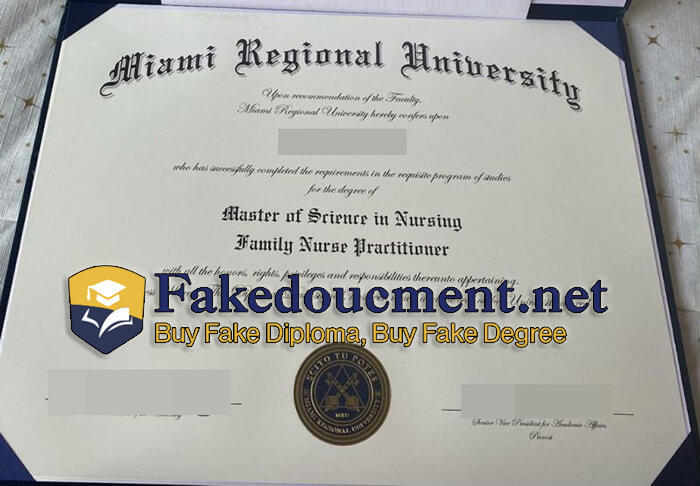 Miami Regional University
Upon recommendation of the Faculty,
Miami Regional University hereby confers upon
who has successfully completed the requirements in the requisite program of studies
for the degree of
Master of Science in Nursing
Family Nurse Practitioner
with all the honors, rights, privileges and responsibilities thereunto appertaining.
Fakedoucment.net
Buy Fake Diploma, Buy Fake Degree
SCITO TU POTES
MRU
MIAMI REGIONAL UNIVERSITY
Senior Vice President for Academic Affairs
Provost